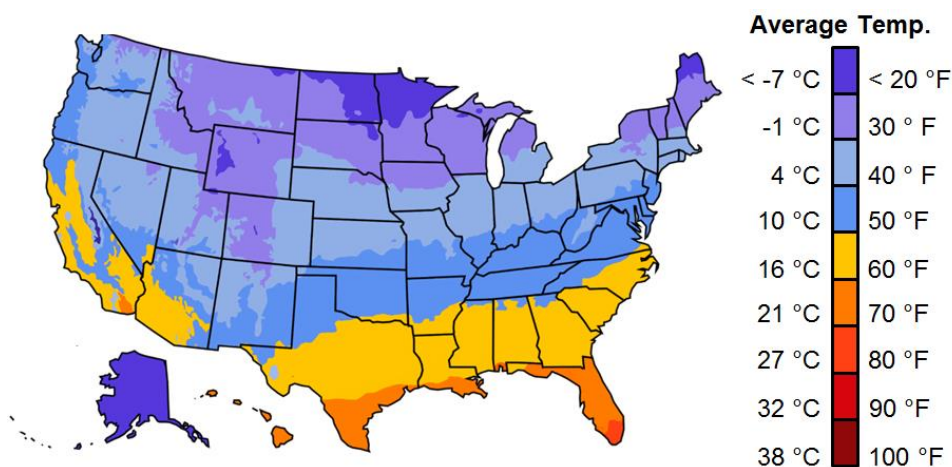 Average Temp.
< -7 °C < 20 °F
-1 °C 30 ° F
4 °C 40 ° F
10 °C 50 °F
16 °C 60 °F
21 °C 70 °F
27 °C 80 °F
32 °C 90 °F
38 °C 100 °F